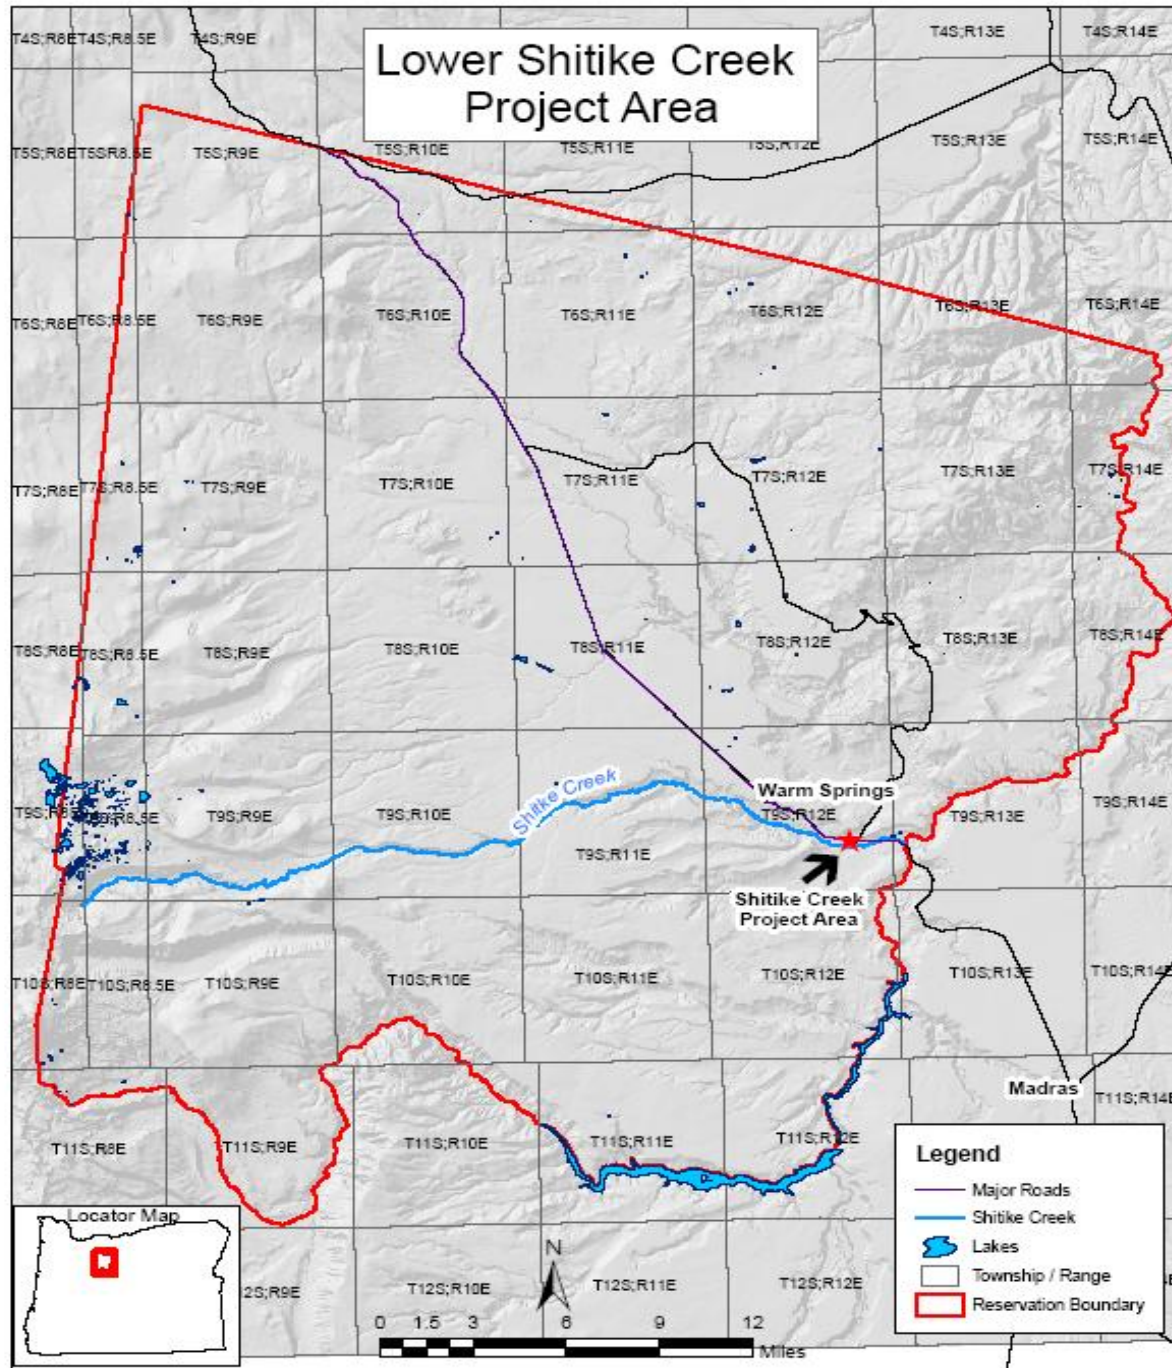 Lower Shitike Creek
Project Area
T4S;R8E
T4S;R8.5E
T4S;R9E
T4S;R13E
T4S;R14E
T5S;R8E
T5SR8.5E
T5S;R9E
T5S;R10E
T5S;R11E
T5S;R12E
T5S;R13E
T5S;R14E
T6S;R8E
T6S;R8.5E
T6S;R9E
T6S;R10E
T6S;R11E
T6S;R12E
T6S;R13E
T6S;R14E
T7S;R8E
T7S;R8.5E
T7S;R9E
T7S;R10E
T7S;R11E
T7S;R12E
T7S;R13E
T7S;R14E
T8S;R8E
T8S;R8.5E
T8S;R9E
T8S;R10E
T8S;R11E
T8S;R12E
T8S;R13E
T8S;R14E
Shitke Creek
Warm Springs
T9S;R9E
T9S;R10E
T9S;R11E
T9S;R12E
T9S;R13E
T9S;R14E
Shitike Creek
Project Area
T10S;R8E
T10S;R8.5E
T10S;R9E
T10S;R10E
T10S;R11E
T10S;R12E
T10S;R13E
T10S;R14E
Madras
T11S;R8E
T11S;R9E
T11S;R10E
T11S;R11E
T11S;R12E
T11S;R14E
Legend
Major Roads
Shitike Creek
Lakes
Township / Range
Reservation Boundary
Locator Map
2S;R9E
T12S;R10E
T12S;R11E
T12S;R12E
N
0 1.5 3 6 9 12
Miles